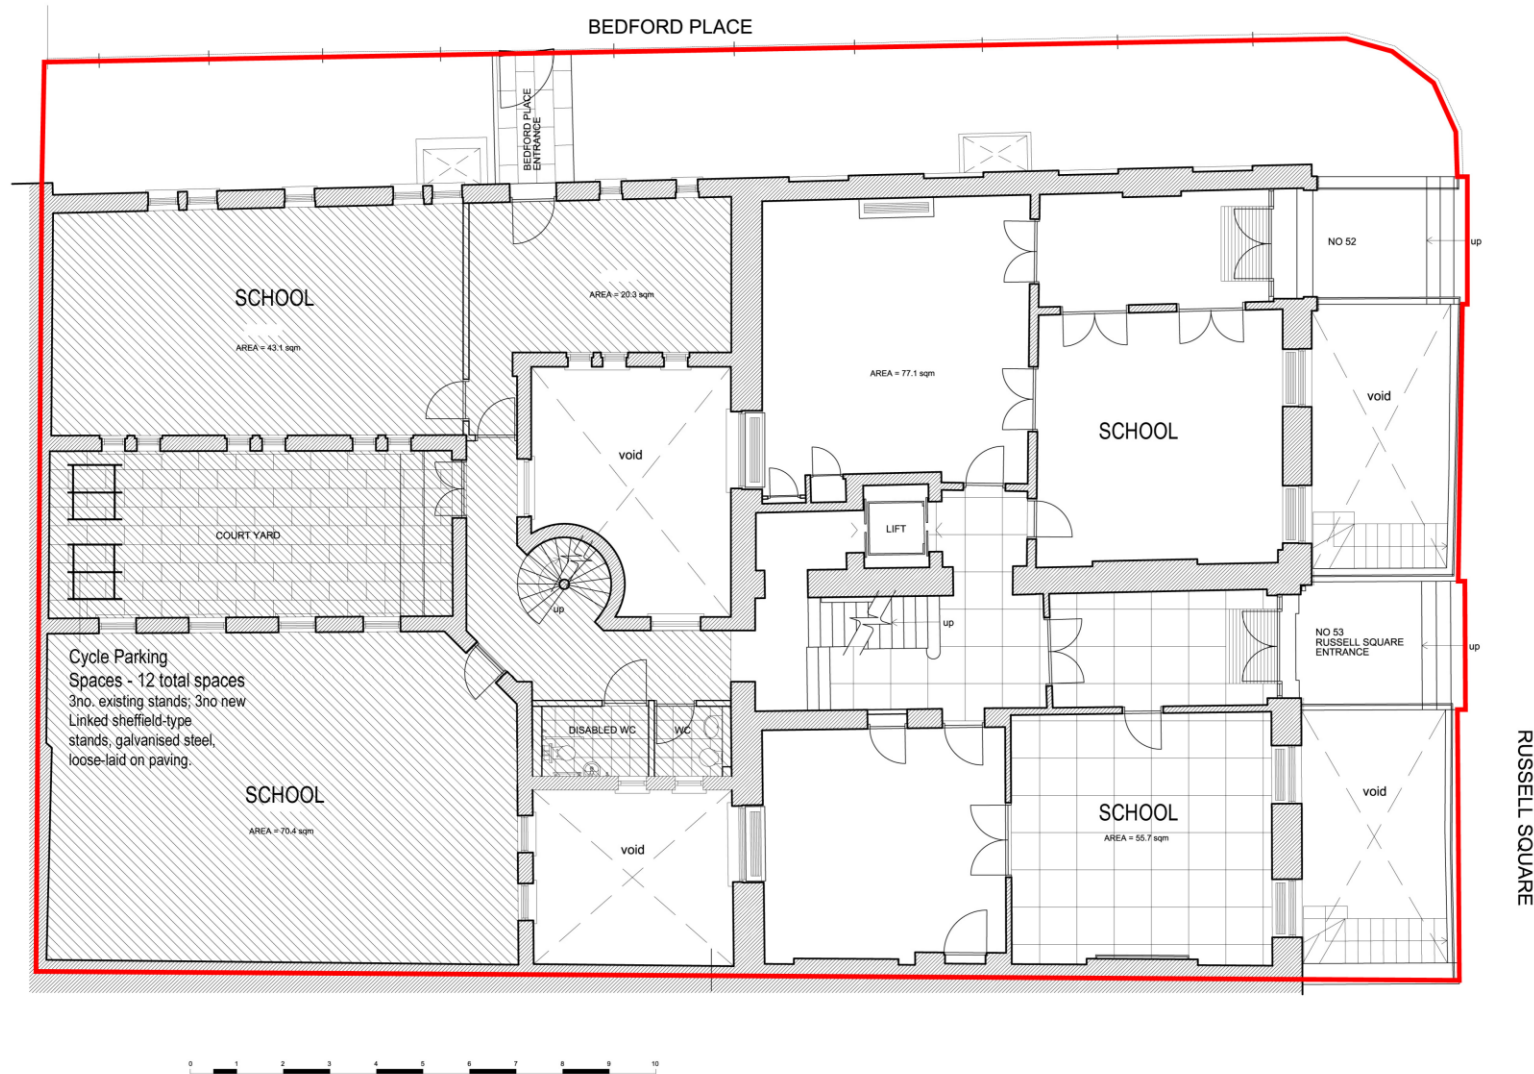 BEDFORD PLACE
BEDFORD PLACE
ENTRANCE
NO 52
up
SCHOOL
AREA = 43.1 sqm
AREA = 20.3 sqm
AREA = 77.1 sqm
void
SCHOOL
void
COURT YARD
LIFT
up
up
NO 53
RUSSELL SQUARE
ENTRANCE
up
Cycle Parking
Spaces - 12 total spaces
3no. existing stands; 3no new
Linked sheffield-type
stands, galvanised steel,
loose-laid on paving.
DISABLED WC
WC
SCHOOL
AREA = 70.4 sqm
void
SCHOOL
AREA = 55.7 sqm
void
RUSSELL SQUARE
0 1 2 3 4 5 6 7 8 9 10